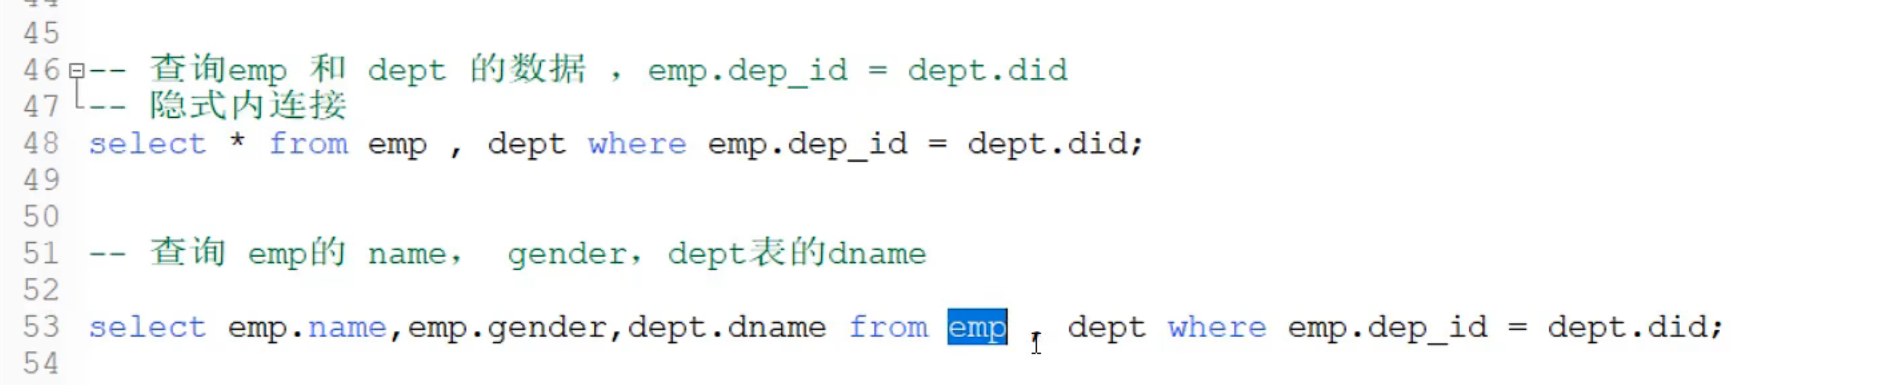 44
45
46 -- 查询emp 和 dept 的数据 ，emp.dep_id = dept.did
47 -- 隐式内连接
48 select * from emp , dept where emp.dep_id = dept.did;
49
50
51 -- 查询 emp的 name， gender，dept表的dname
52
53 select emp.name,emp.gender,dept.dname from emp , dept where emp.dep_id = dept.did;
54